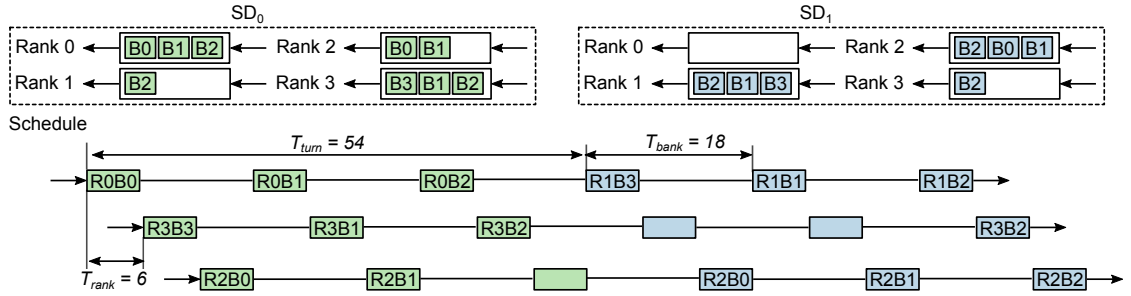 SD0 SD1
Rank 0 B0 B1 B2 Rank 2 B0 B1 Rank 0 Rank 2 B2 B0 B1
Rank 1 B2 Rank 3 B3 B1 B2 Rank 1 B2 B1 B3 Rank 3 B2
Schedule
Tturn = 54 Tbank = 18
R0B0 R0B1 R0B2 R1B3 R1B1 R1B2
R3B3 R3B1 R3B2 R3B2
Trank = 6
R2B0 R2B1 R2B0 R2B1 R2B2